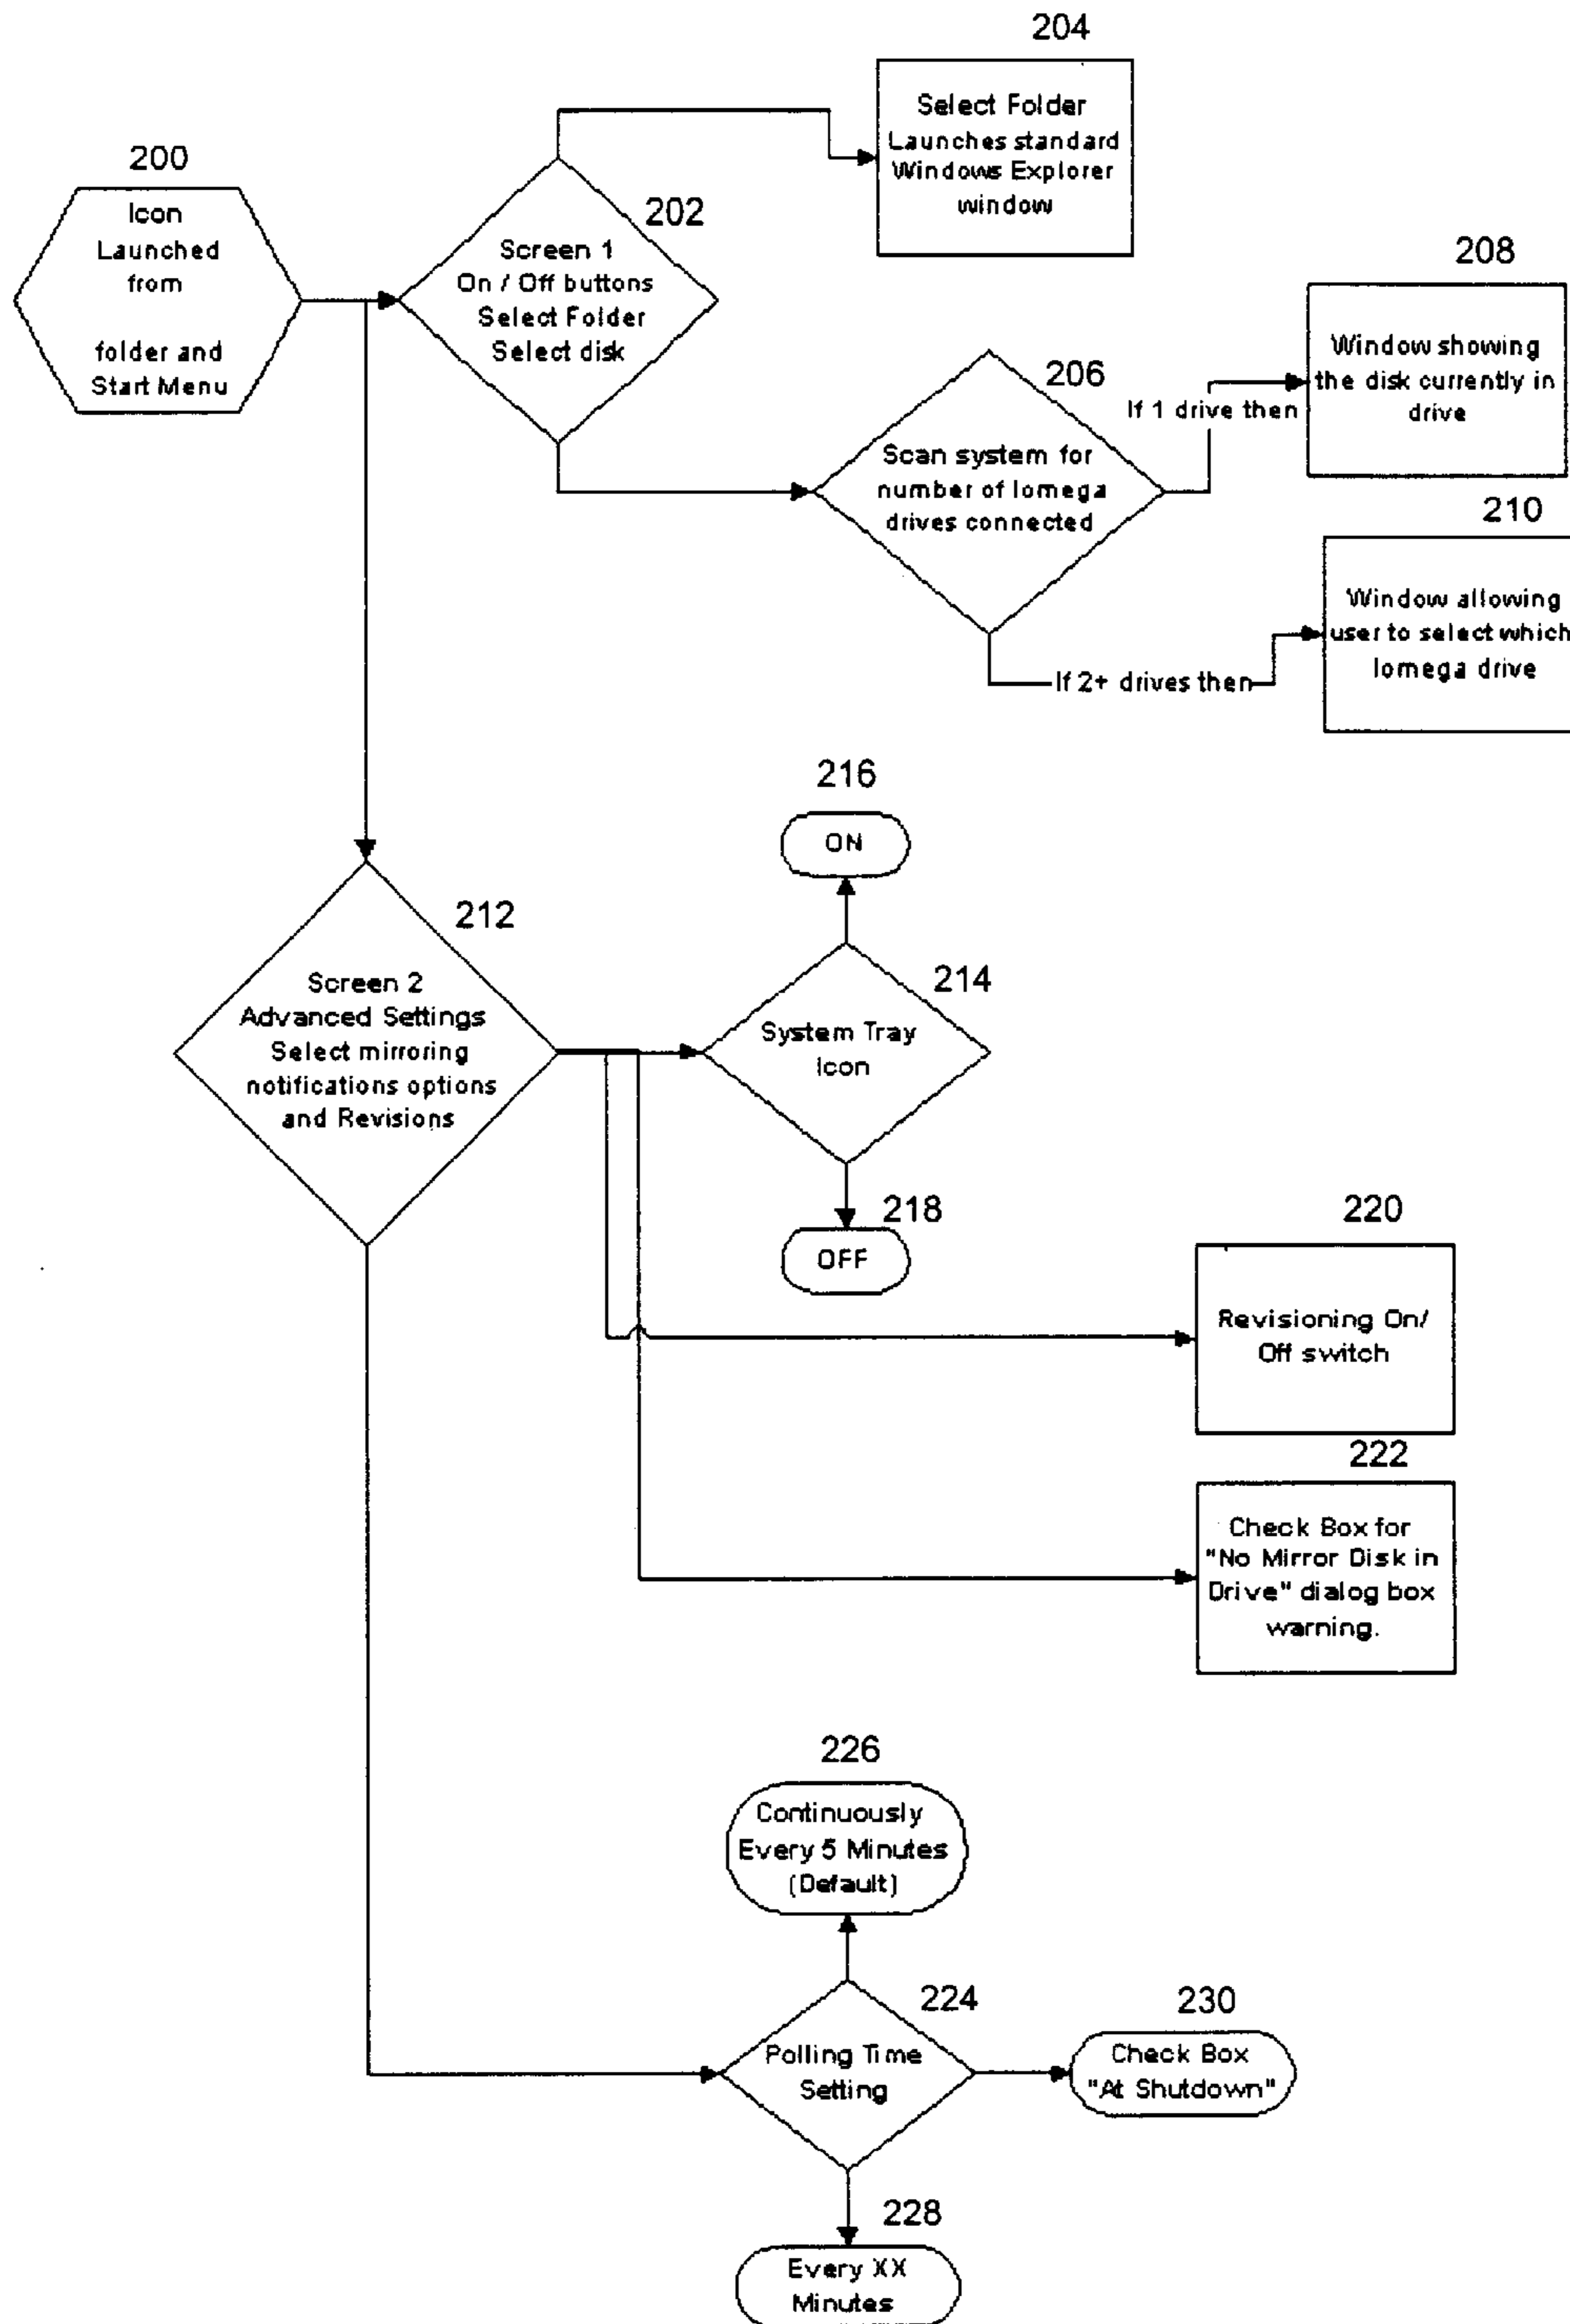 204
Select Folder
Launches standard
Windows Explorer
window
200
Icon
Launched
from
folder and
Start Menu
202
Screen 1
On / Off buttons
Select Folder
Select disk
208
Window showing
the disk currently in
drive
206
If 1 drive then
Scan system for
number of Iomega
drives connected
210
Window allowing
user to select which
Iomega drive
If 2+ drives then
216
ON
212
Screen 2
Advanced Settings
Select mirroring
notifications options
and Revisions
214
System Tray
Icon
218
OFF
220
Revisioning On/
Off switch
222
Check Box for
"No Mirror Disk in
Drive" dialog box
warning.
226
Continuously
Every 5 Minutes
(Default)
224
Polling Time
Setting
230
Check Box
"At Shutdown"
228
Every XX
Minutes